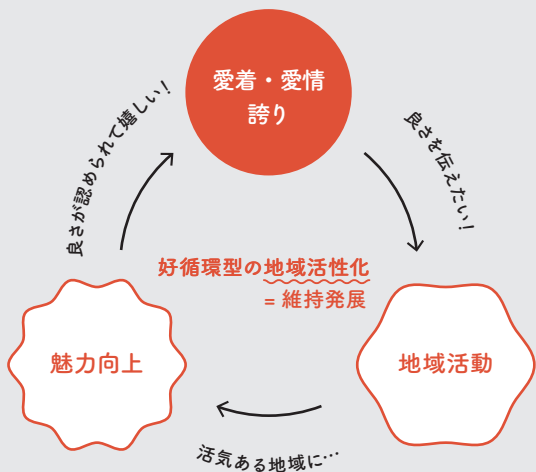 愛着・愛情
誇り
良さを伝えたい！
地域活動
活気ある地域に…
魅力向上
良さが認められて嬉しい！
好循環型の地域活性化
= 維持発展